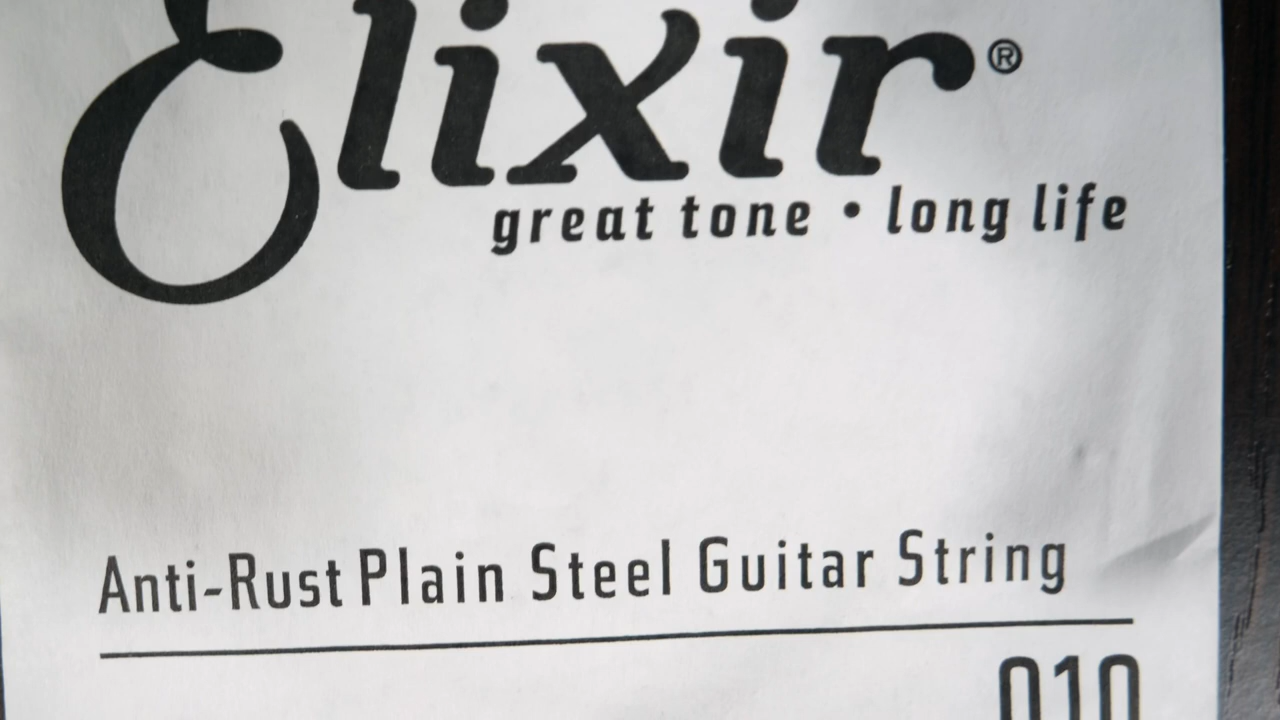 Elixir®
great tone • long life
Anti-Rust Plain Steel Guitar String
010